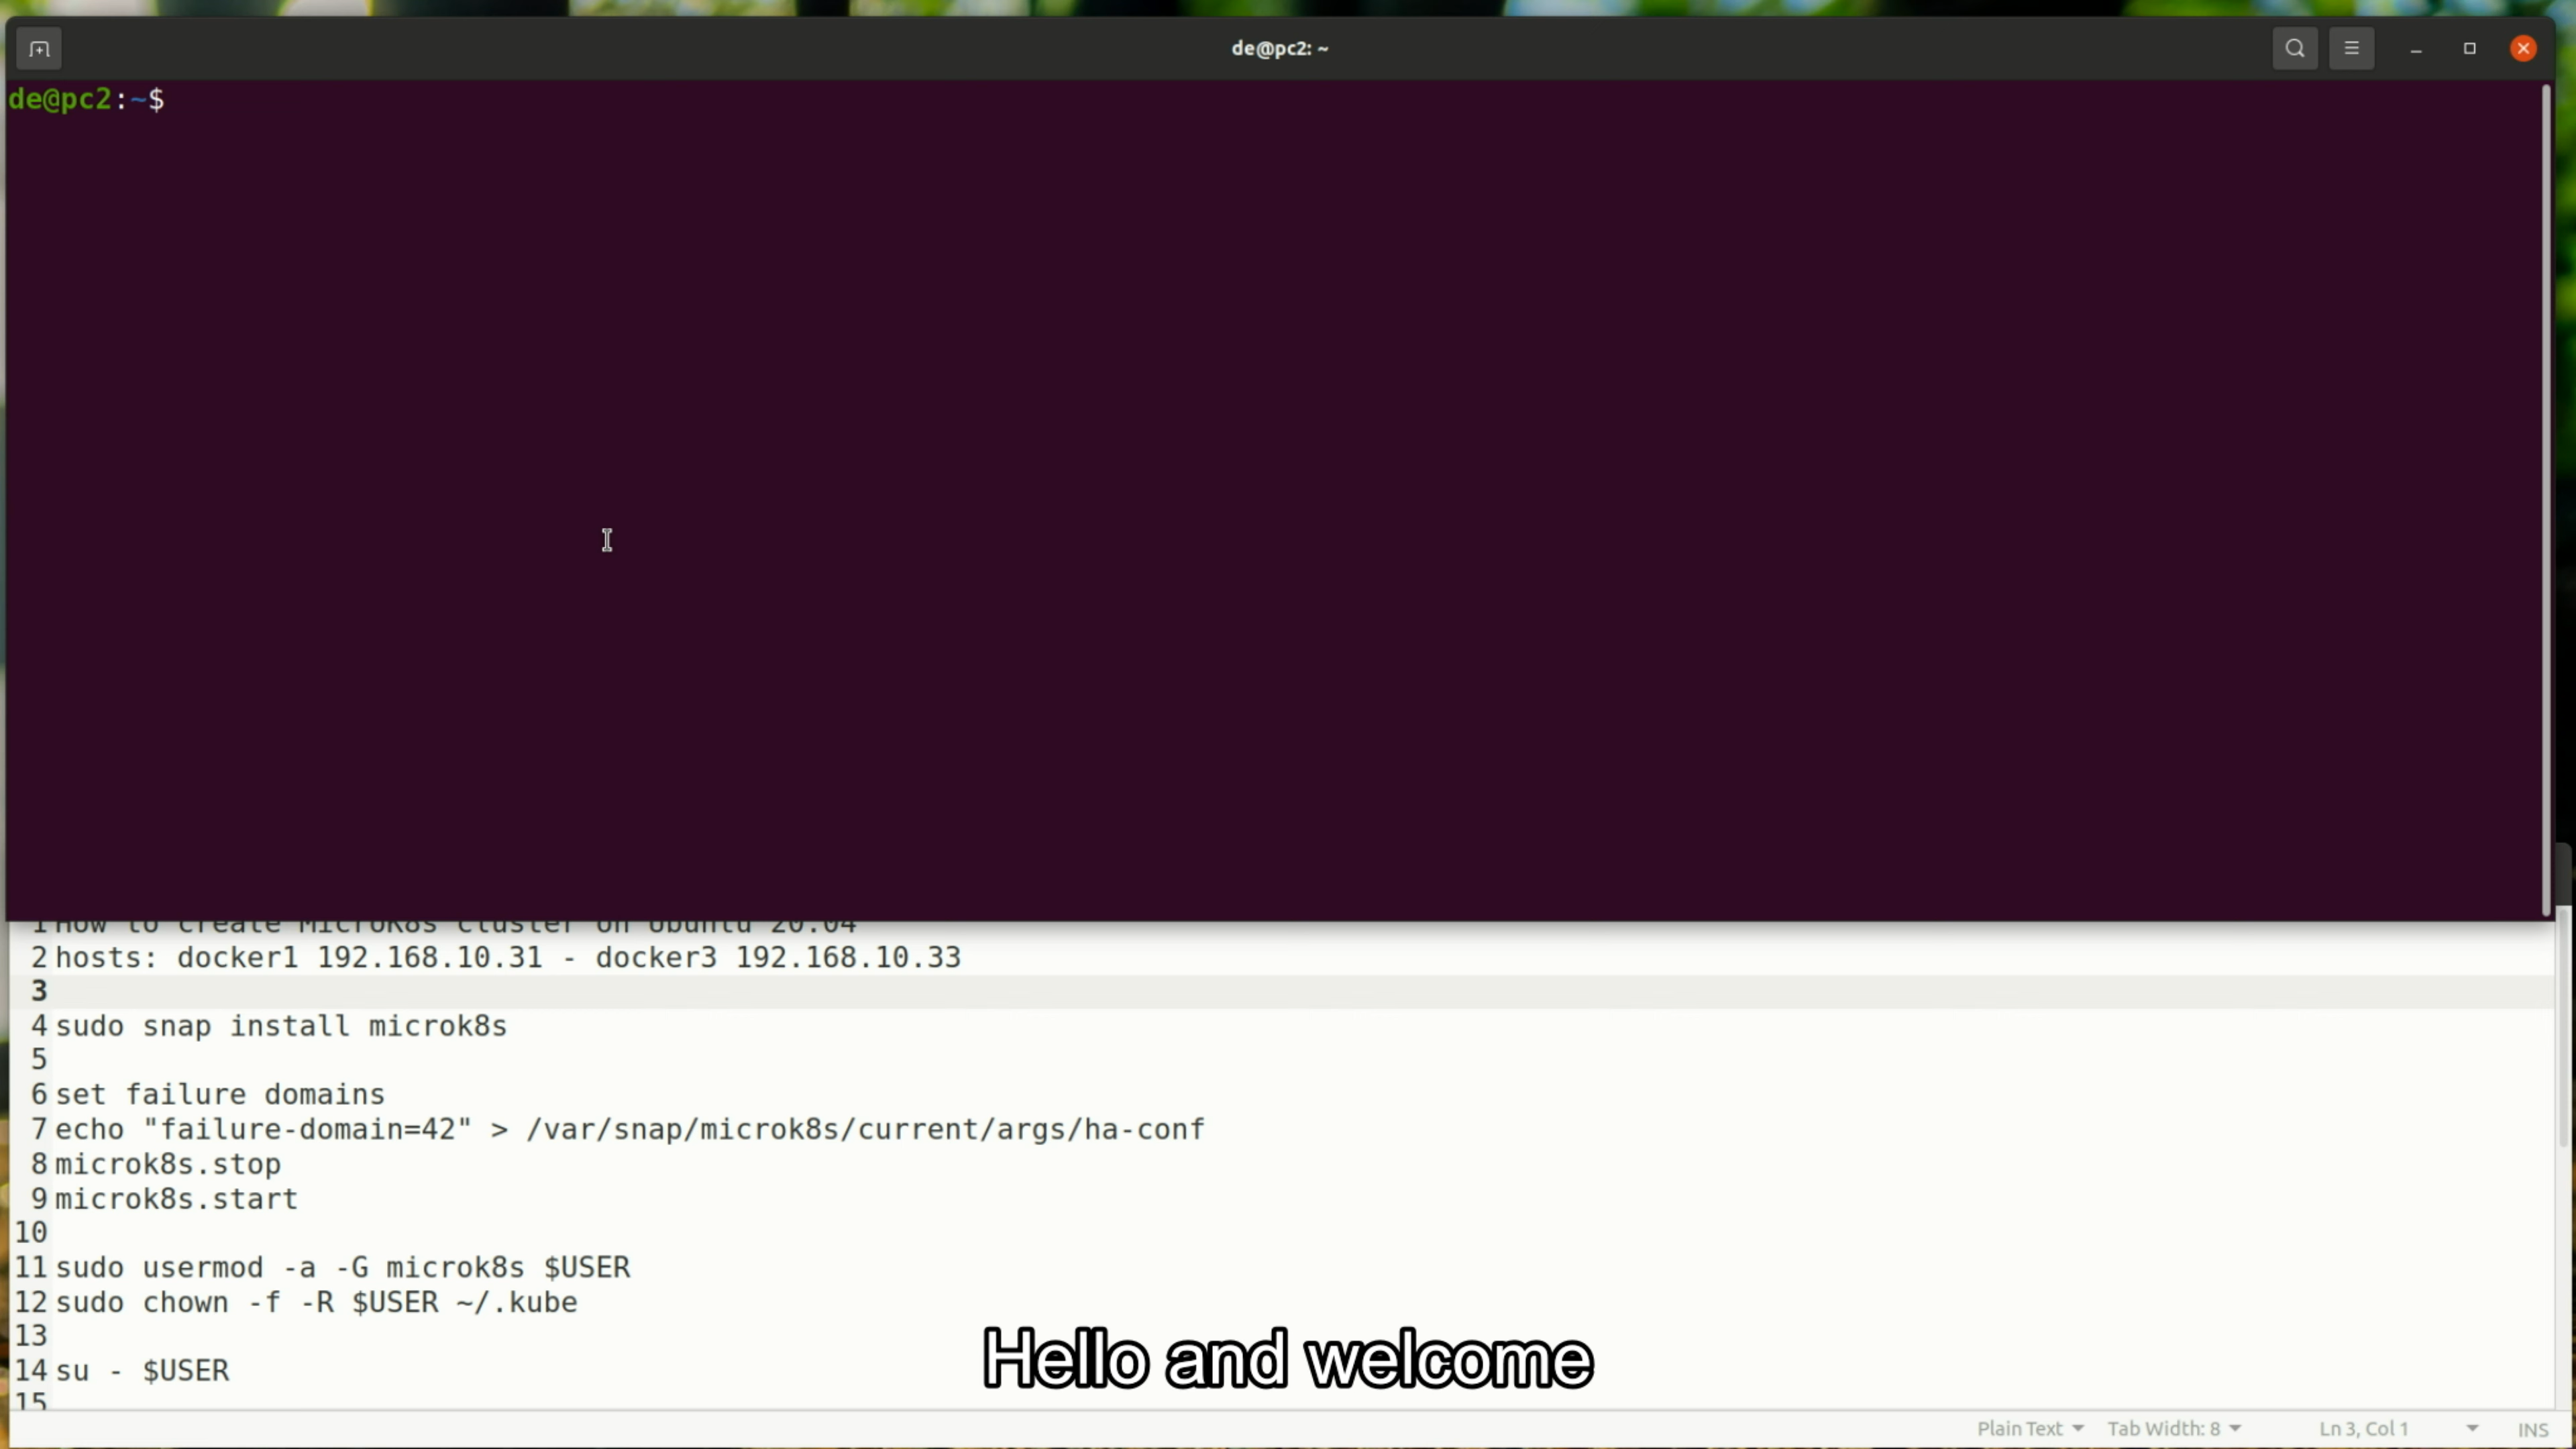 de@pc2: ~
de@pc2:~$
1 How to create MicroK8s cluster on Ubuntu 20.04
2 hosts: docker1 192.168.10.31 - docker3 192.168.10.33
3
4 sudo snap install microk8s
5
6 set failure domains
7 echo "failure-domain=42" > /var/snap/microk8s/current/args/ha-conf
8 microk8s.stop
9 microk8s.start
10
11 sudo usermod -a -G microk8s $USER
12 sudo chown -f -R $USER ~/.kube
13
14 su - $USER
15
Hello and welcome
Plain Text Tab Width: 8 Ln 3, Col 1 INS